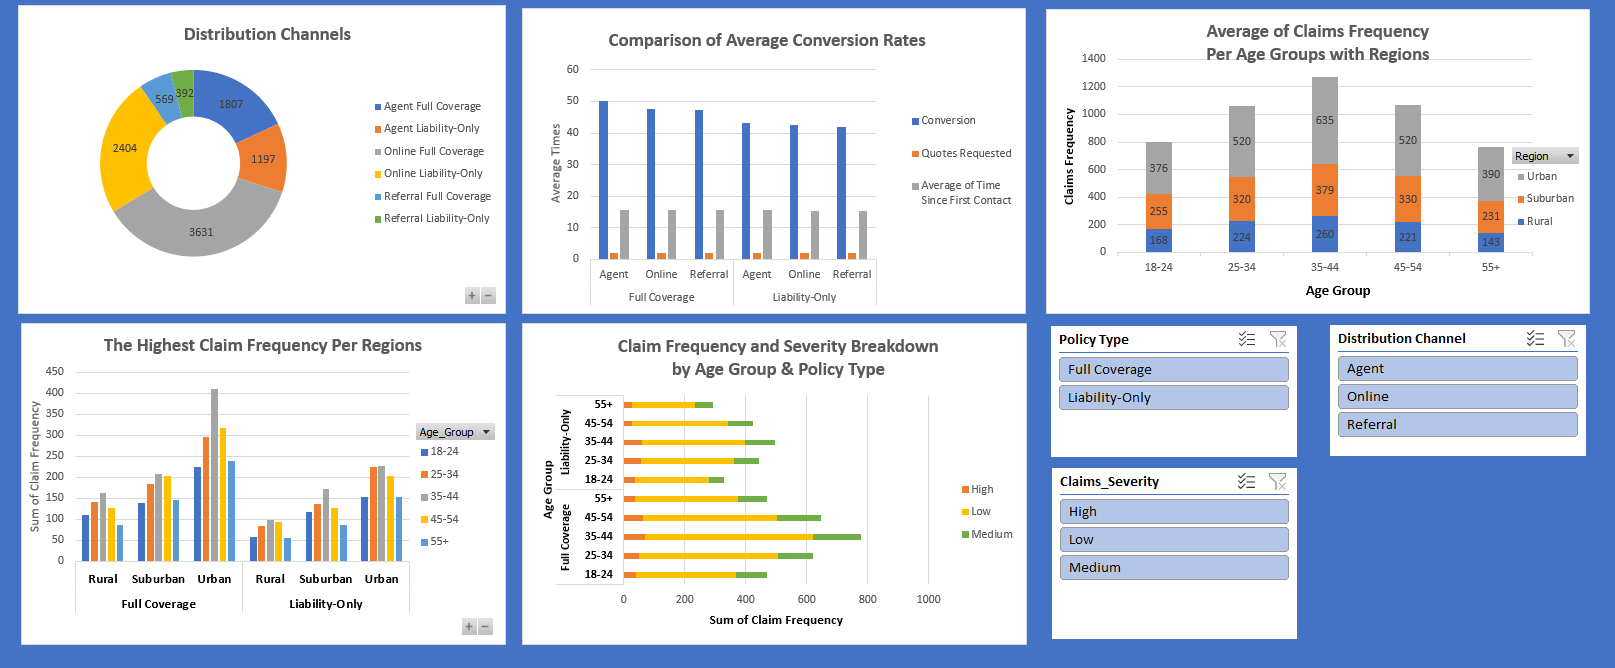 Distribution Channels
1807
1197
3631
2404
569
392
Agent Full Coverage
Agent Liability-Only
Online Full Coverage
Online Liability-Only
Referral Full Coverage
Referral Liability-Only
+ −
Comparison of Average Conversion Rates
Average Times
60
50
40
30
20
10
0
Agent Online Referral Agent Online Referral
Full Coverage Liability-Only
Conversion
Quotes Requested
Average of Time
Since First Contact
Average of Claims Frequency
Per Age Groups with Regions
Claims Frequency
1400
1200
1000
800
600
400
200
0
376 520 635 520 390
255 320 379 330 231
168 224 260 221 143
18-24 25-34 35-44 45-54 55+
Age Group
Region
Urban
Suburban
Rural
The Highest Claim Frequency Per Regions
Sum of Claim Frequency
450
400
350
300
250
200
150
100
50
0
Rural Suburban Urban Rural Suburban Urban
Full Coverage Liability-Only
Age_Group
18-24
25-34
35-44
45-54
55+
+ −
Claim Frequency and Severity Breakdown
by Age Group & Policy Type
Age Group
Liability-Only
55+
45-54
35-44
25-34
18-24
Full Coverage
55+
45-54
35-44
25-34
18-24
0 200 400 600 800 1000
Sum of Claim Frequency
High
Low
Medium
Policy Type
Full Coverage
Liability-Only
Distribution Channel
Agent
Online
Referral
Claims_Severity
High
Low
Medium